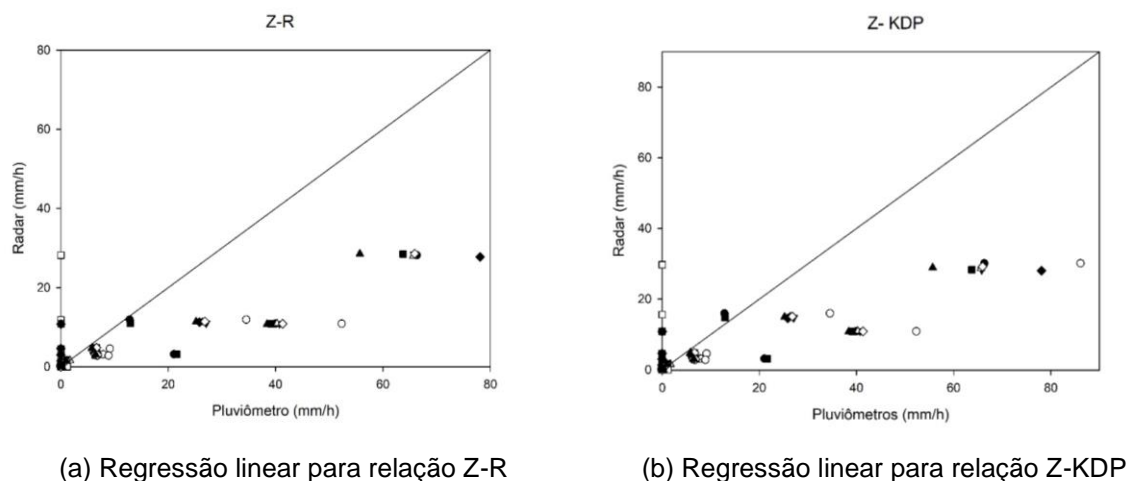 Z-R
80
60
40
20
0
Radar (mm/h)
0 20 40 60 80
Pluviômetro (mm/h)
(a) Regressão linear para relação Z-R
Z- KDP
80
60
40
20
0
Radar (mm/h)
0 20 40 60 80
Pluviômetros (mm/h)
(b) Regressão linear para relação Z-KDP